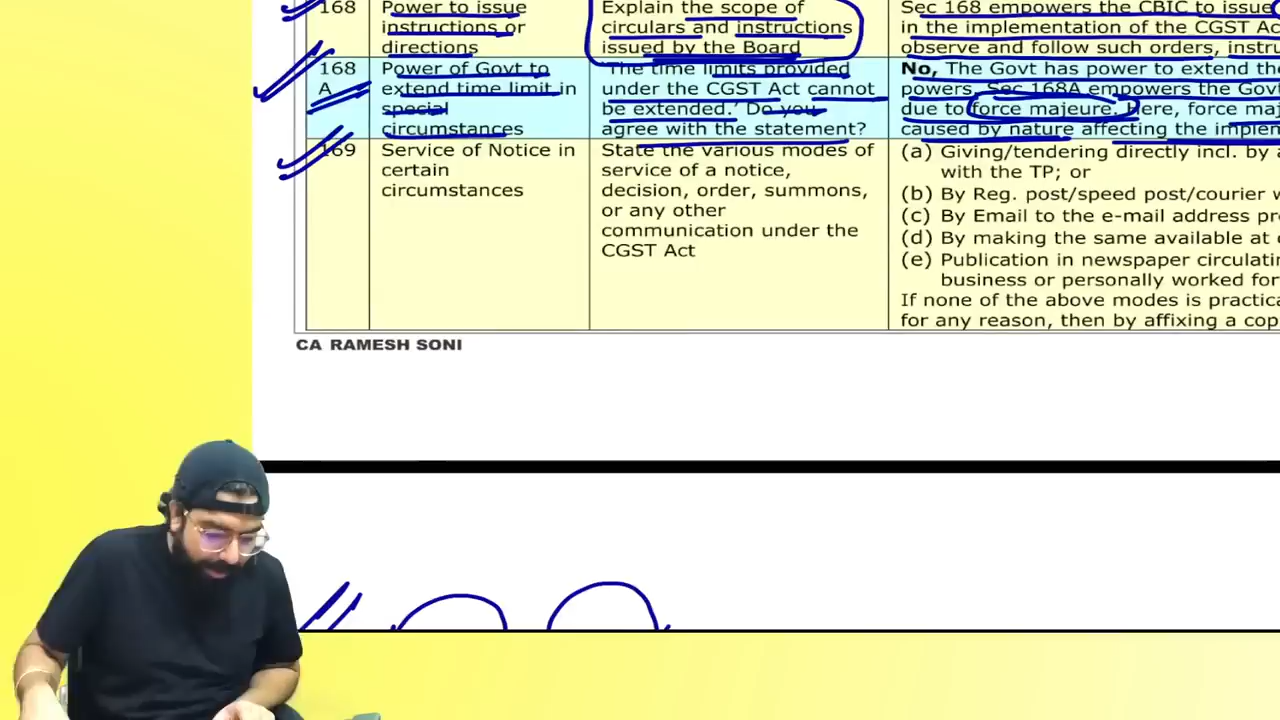 168
Power to issue
instructions or
directions
Explain the scope of
circulars and instructions
issued by the Board
Sec 168 empowers the CBIC to issue
in the implementation of the CGST Ac
observe and follow such orders, instru
168
A
Power of Govt to
extend time limit in
special
circumstances
'The time limits provided
under the CGST Act cannot
be extended.' Do you
agree with the statement?
No, The Govt has power to extend the
powers. Sec 168A empowers the Govt
due to force majeure. Here, force maj
caused by nature affecting the implem
169
Service of Notice in
certain
circumstances
State the various modes of
service of a notice,
decision, order, summons,
or any other
communication under the
CGST Act
(a) Giving/tendering directly incl. by a
with the TP; or
(b) By Reg. post/speed post/courier w
(c) By Email to the e-mail address pro
(d) By making the same available at c
(e) Publication in newspaper circulatin
business or personally worked for
If none of the above modes is practica
for any reason, then by affixing a cop
CA RAMESH SONI